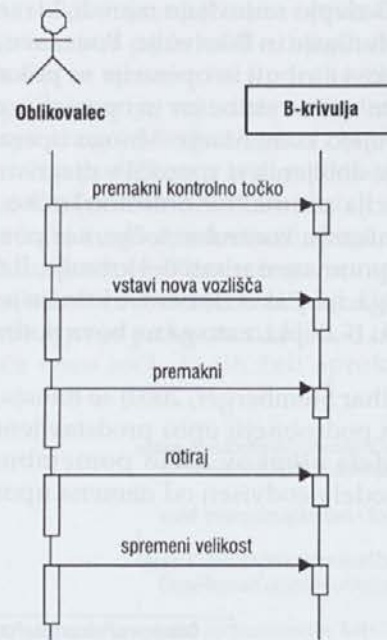 Oblikovalec
B-krivulja
premakni kontrolno točko
vstavi nova vozlišča
premakni
rotiraj
spremeni velikost